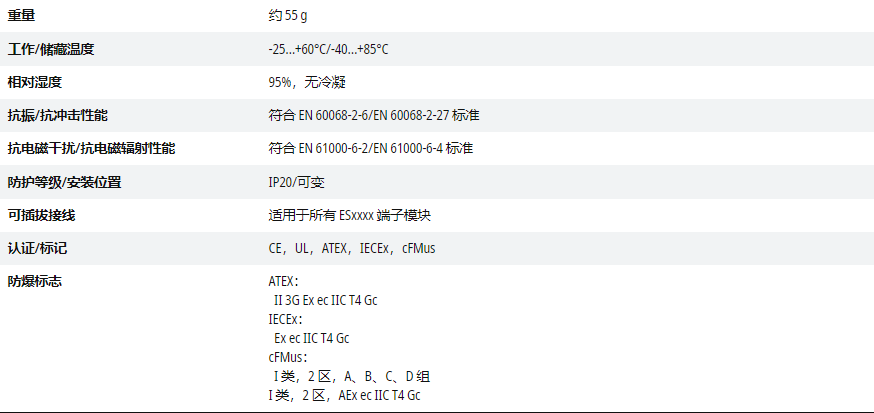 重量 约 55 g
工作/储藏温度 -25…+60°C/-40…+85°C
相对湿度 95%，无冷凝
抗振/抗冲击性能 符合 EN 60068-2-6/EN 60068-2-27 标准
抗电磁干扰/抗电磁辐射性能 符合 EN 61000-6-2/EN 61000-6-4 标准
防护等级/安装位置 IP20/可变
可插拔接线 适用于所有 ESxxxx 端子模块
认证/标记 CE，UL，ATEX，IECEx，cFMus
防爆标志 ATEX：
II 3G Ex ec IIC T4 Gc
IECEx：
Ex ec IIC T4 Gc
cFMus：
I 类，2 区，A、B、C、D 组
I 类，2 区，AEx ec IIC T4 Gc